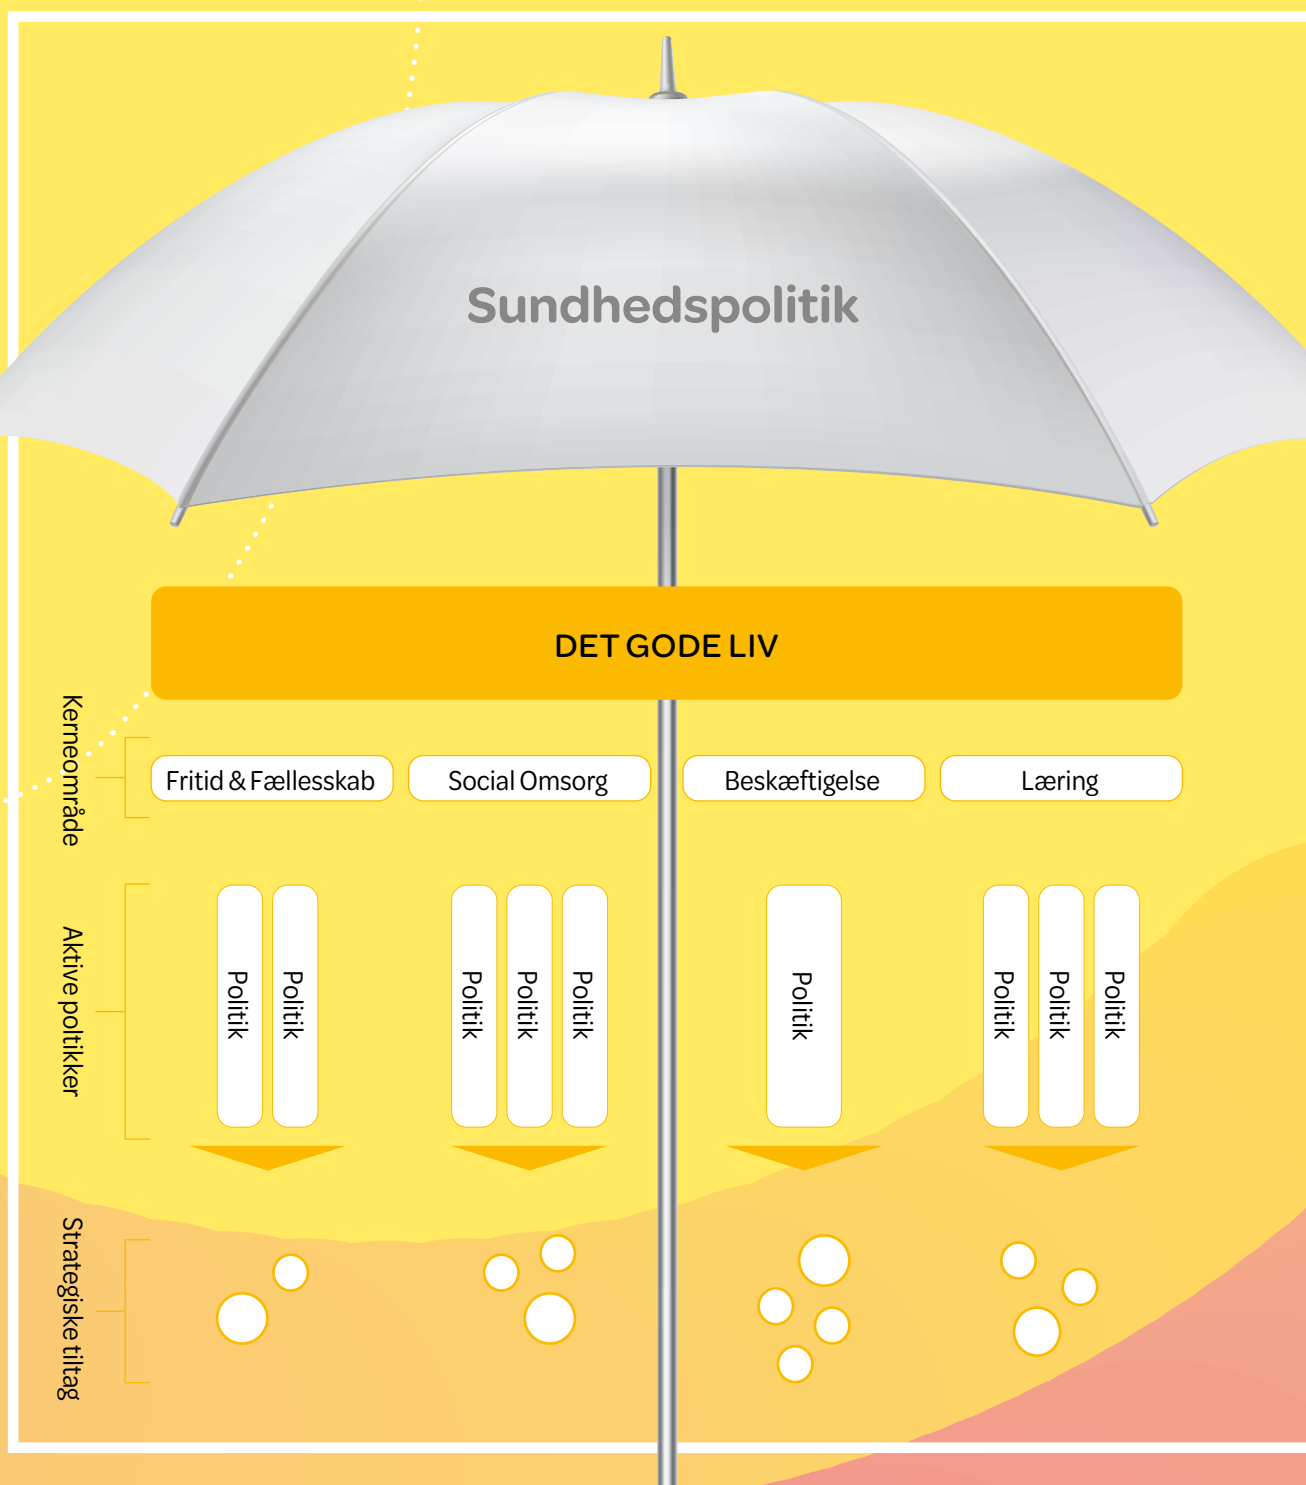 Sundhedspolitik
DET GODE LIV
Kerneområde
Fritid & Fællesskab
Social Omsorg
Beskæftigelse
Læring
Aktive poltikker
Politik
Politik
Politik
Politik
Politik
Politik
Politik
Politik
Politik
Strategiske tiltag